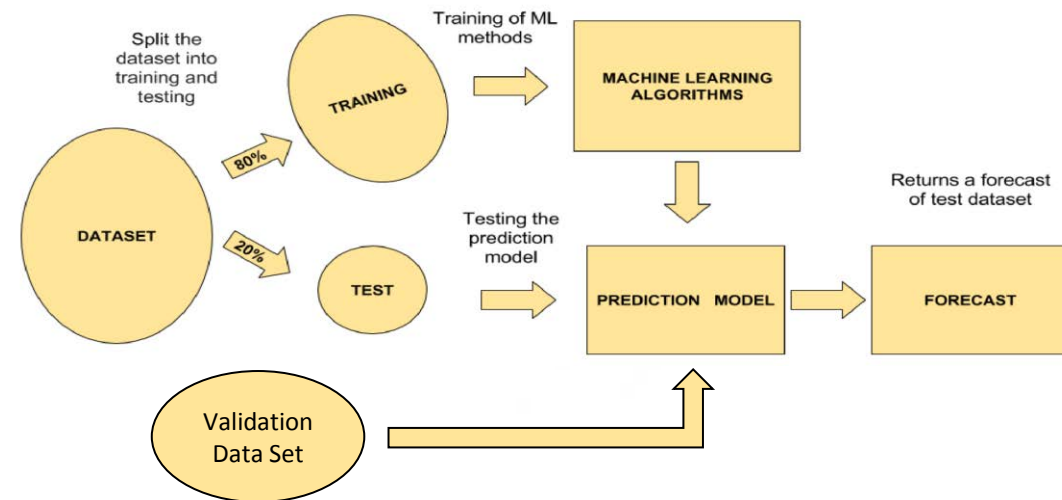 Split the
dataset into
training and
testing
Training of ML
methods
TRAINING
MACHINE LEARNING
ALGORITHMS
80%
DATASET
20%
TEST
Testing the
prediction
model
PREDICTION MODEL
Returns a forecast
of test dataset
FORECAST
Validation
Data Set